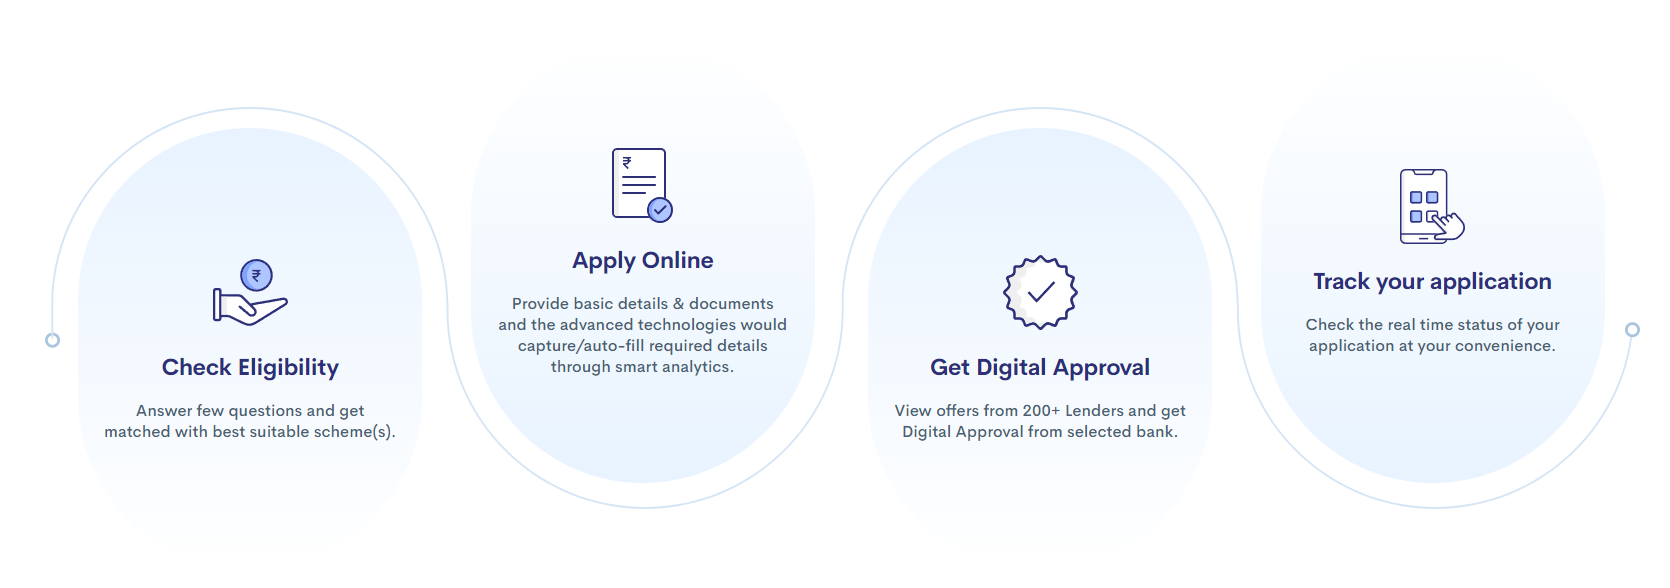 ₹
Check Eligibility
Answer few questions and get
matched with best suitable scheme(s).
₹
Apply Online
Provide basic details & documents
and the advanced technologies would
capture/auto-fill required details
through smart analytics.
Get Digital Approval
View offers from 200+ Lenders and get
Digital Approval from selected bank.
Track your application
Check the real time status of your
application at your convenience.